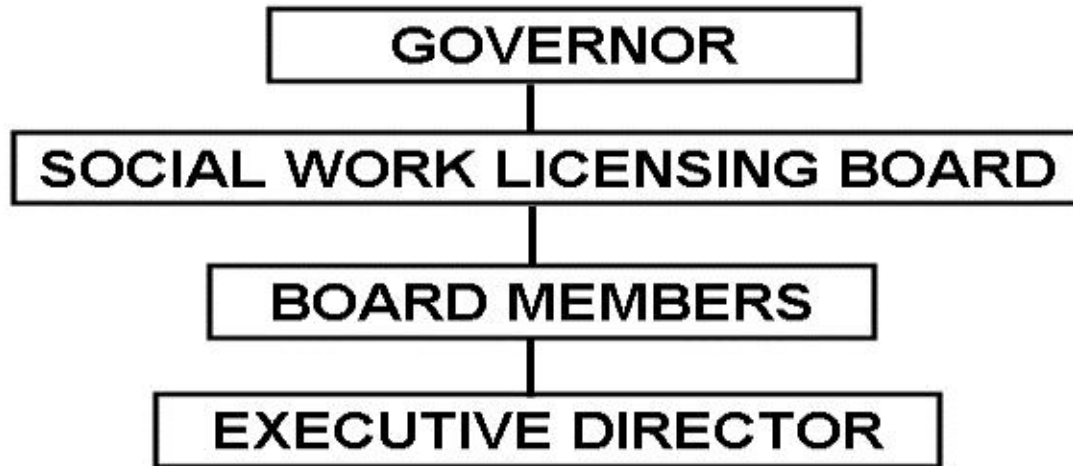 GOVERNOR
SOCIAL WORK LICENSING BOARD
BOARD MEMBERS
EXECUTIVE DIRECTOR